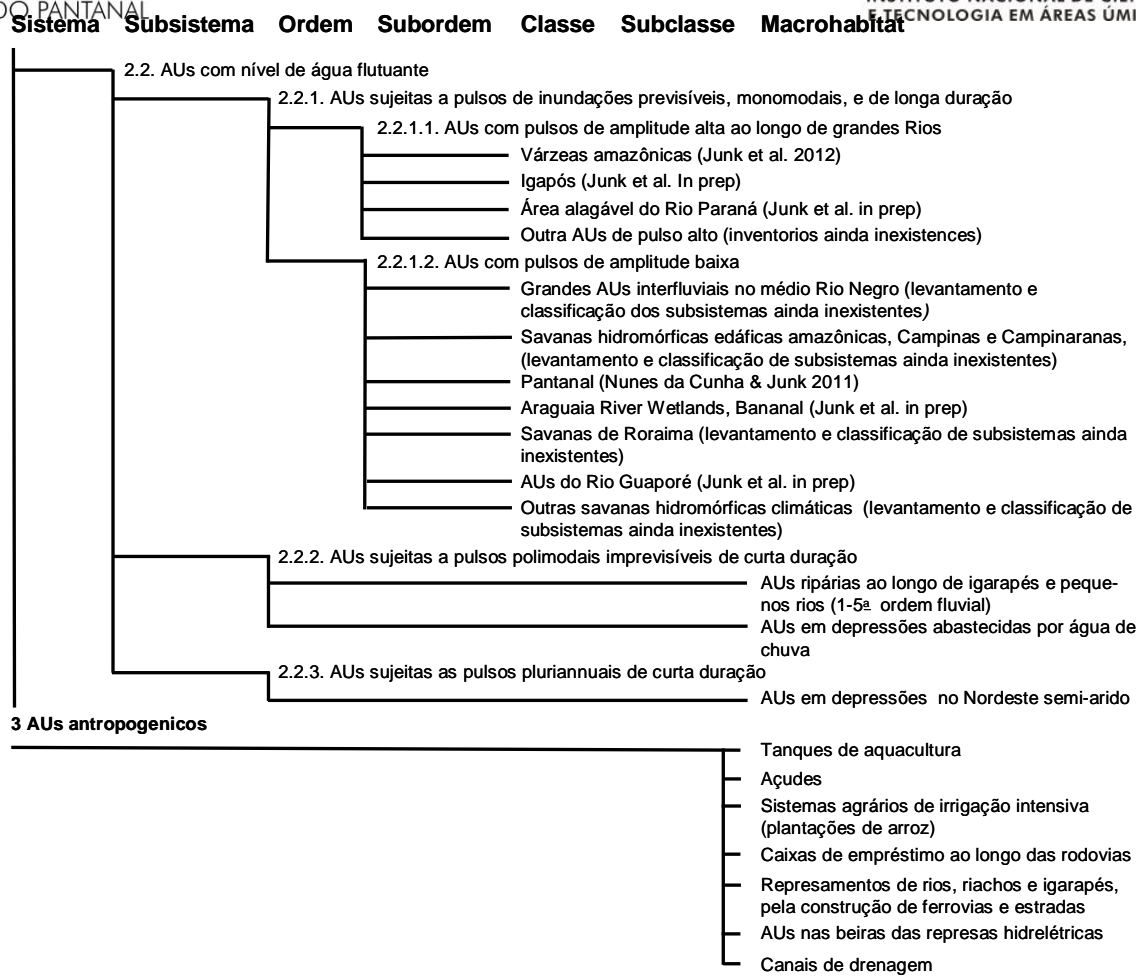 DO PANTANAL
E TECNOLOGIA EM ÁREAS ÚMI
Sistema Subsistema Ordem Subordem Classe Subclasse Macrohabitat
2.2. AUs com nível de água flutuante
2.2.1. AUs sujeitas a pulsos de inundações previsíveis, monomodais, e de longa duração
2.2.1.1. AUs com pulsos de amplitude alta ao longo de grandes Rios
Várzeas amazônicas (Junk et al. 2012)
Igapós (Junk et al. In prep)
Área alagável do Rio Paraná (Junk et al. in prep)
Outra AUs de pulso alto (inventorios ainda inexistences)
2.2.1.2. AUs com pulsos de amplitude baixa
Grandes AUs interfluviais no médio Rio Negro (levantamento e
classificação dos subsistemas ainda inexistentes)
Savanas hidromórficas edáficas amazônicas, Campinas e Campinaranas,
(levantamento e classificação de subsistemas ainda inexistentes)
Pantanal (Nunes da Cunha & Junk 2011)
Araguaia River Wetlands, Bananal (Junk et al. in prep)
Savanas de Roraima (levantamento e classificação de subsistemas ainda
inexistentes)
AUs do Rio Guaporé (Junk et al. in prep)
Outras savanas hidromórficas climáticas (levantamento e classificação de
subsistemas ainda inexistentes)
2.2.2. AUs sujeitas a pulsos polimodais imprevisíveis de curta duração
AUs ripárias ao longo de igarapés e peque-
nos rios (1-5ª ordem fluvial)
AUs em depressões abastecidas por água de
chuva
2.2.3. AUs sujeitas as pulsos pluriannuais de curta duração
AUs em depressões no Nordeste semi-arido
3 AUs antropogenicos
Tanques de aquacultura
Açudes
Sistemas agrários de irrigação intensiva
(plantações de arroz)
Caixas de empréstimo ao longo das rodovias
Represamentos de rios, riachos e igarapés,
pela construção de ferrovias e estradas
AUs nas beiras das represas hidrelétricas
Canais de drenagem